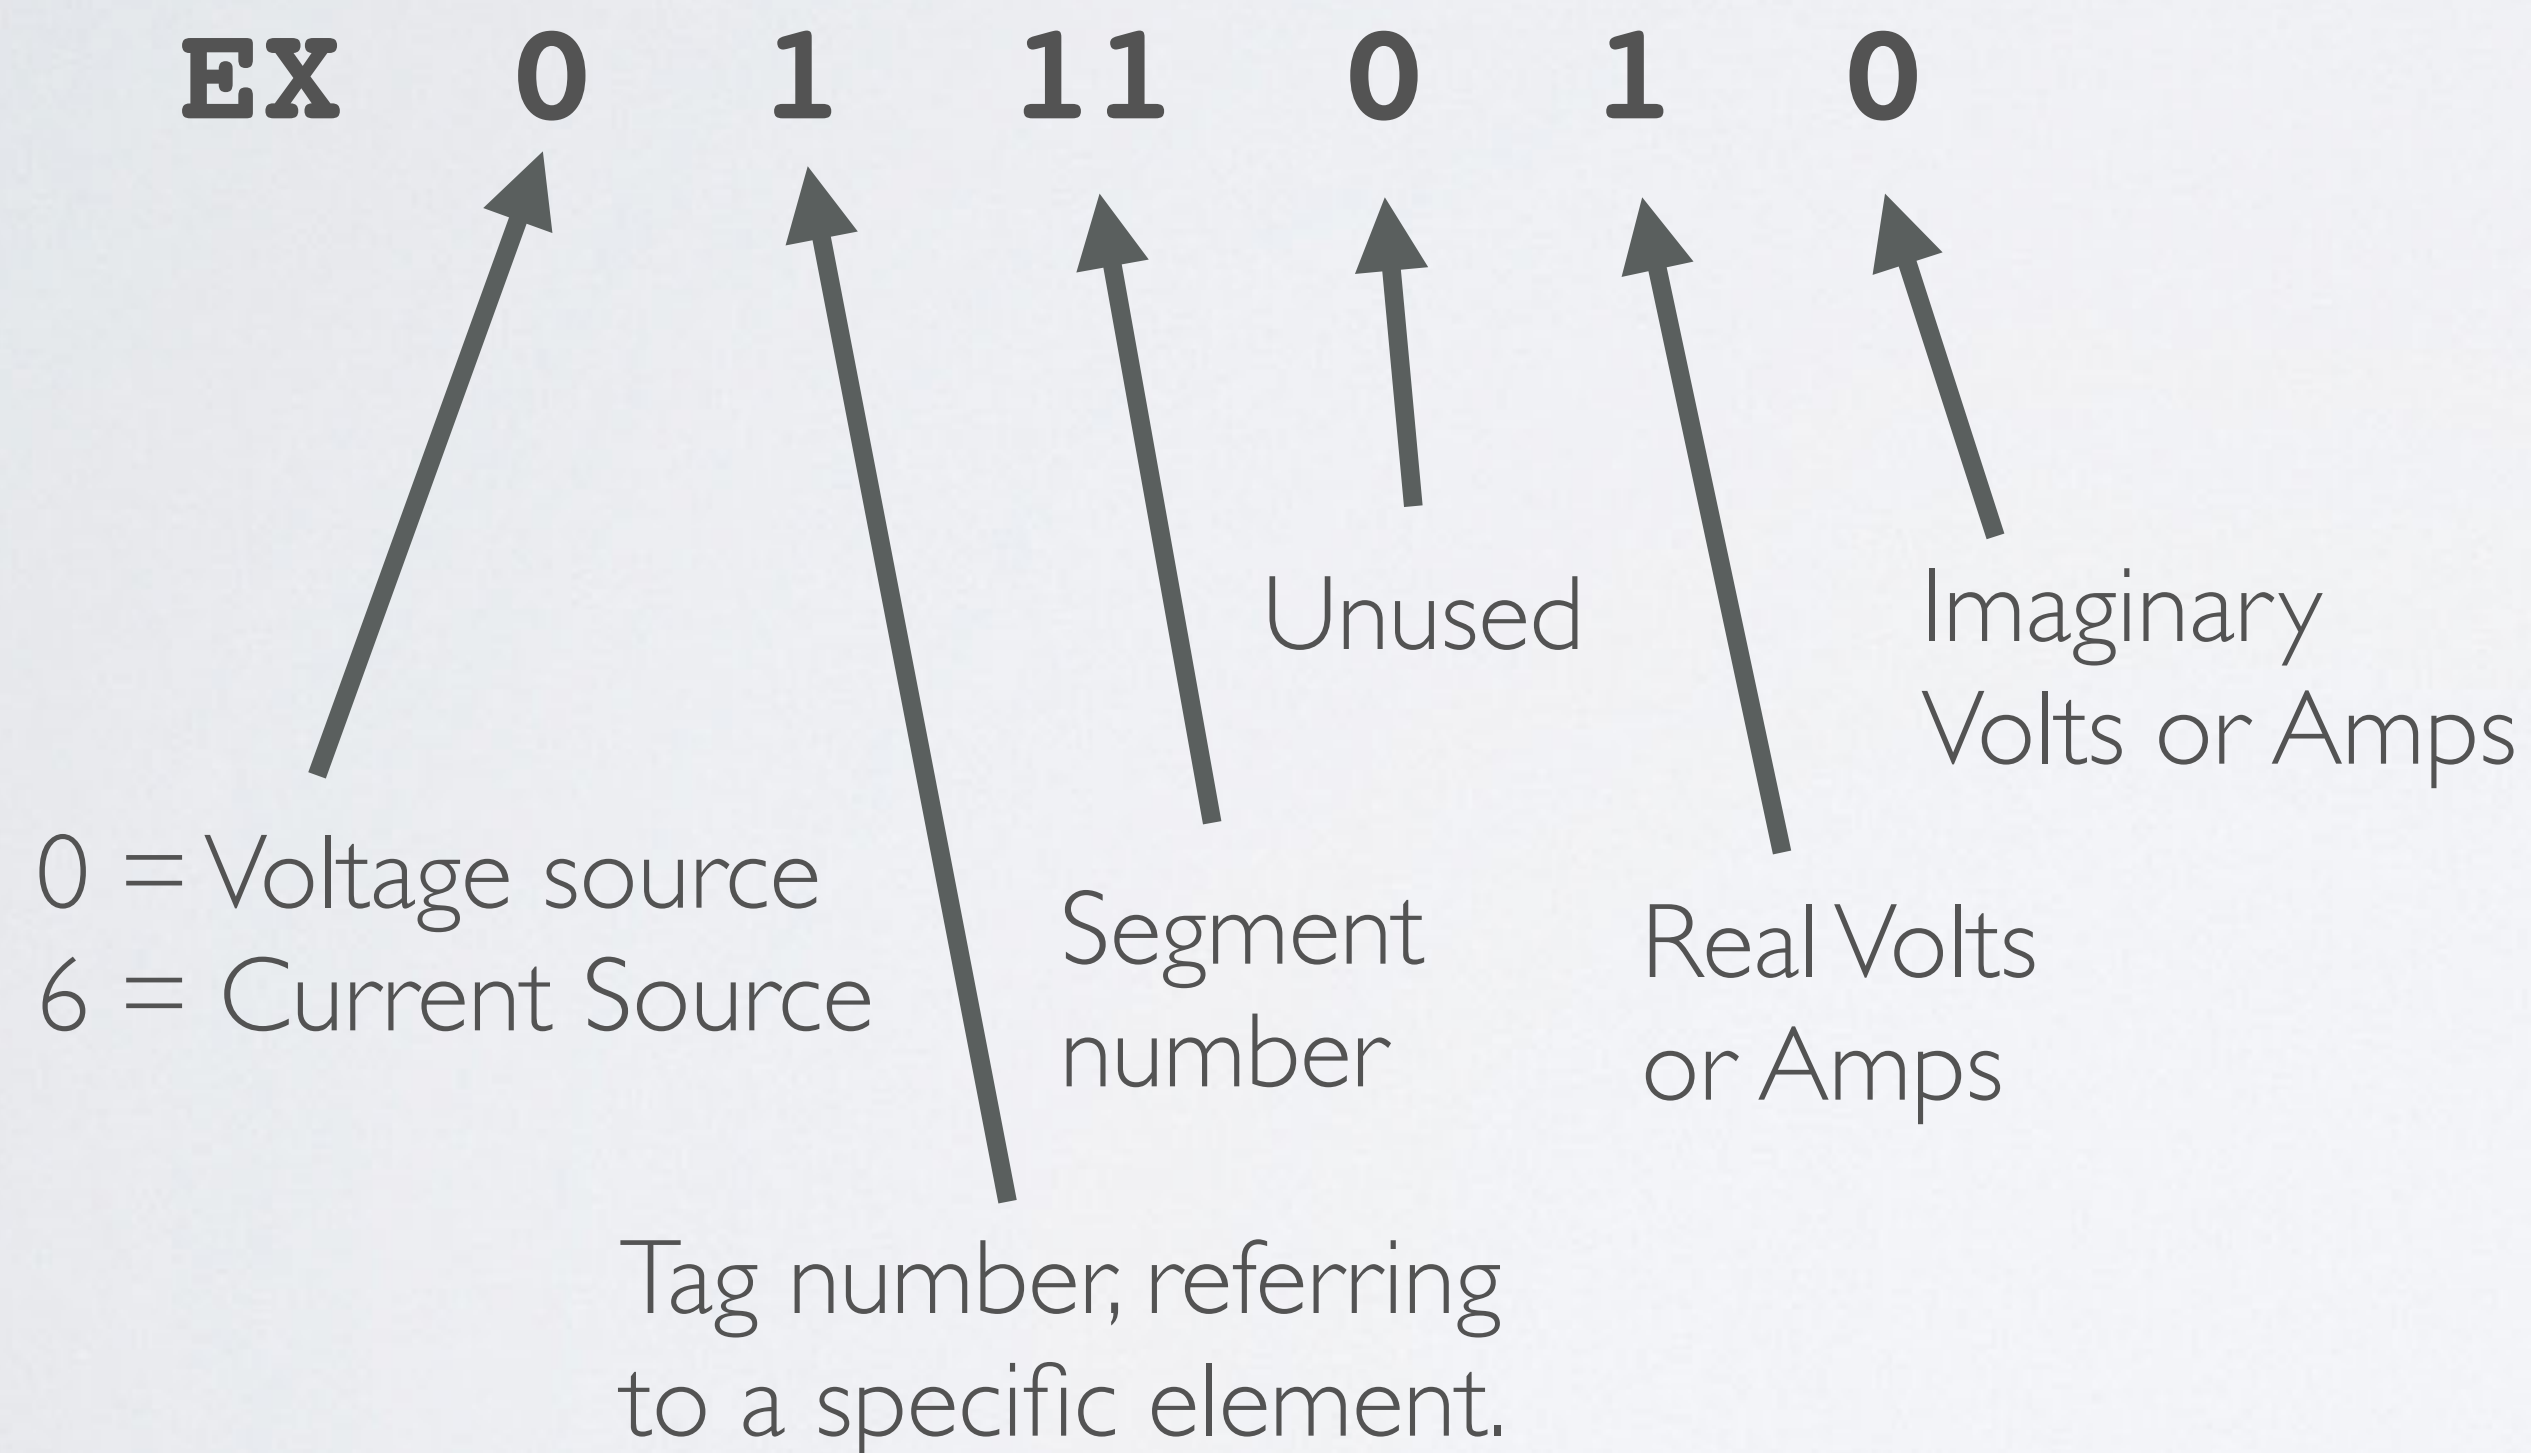 EX 0 1 11 0 1 0
Unused
Imaginary
Volts or Amps
0 = Voltage source
6 = Current Source
Segment
number
Real Volts
or Amps
Tag number, referring
to a specific element.